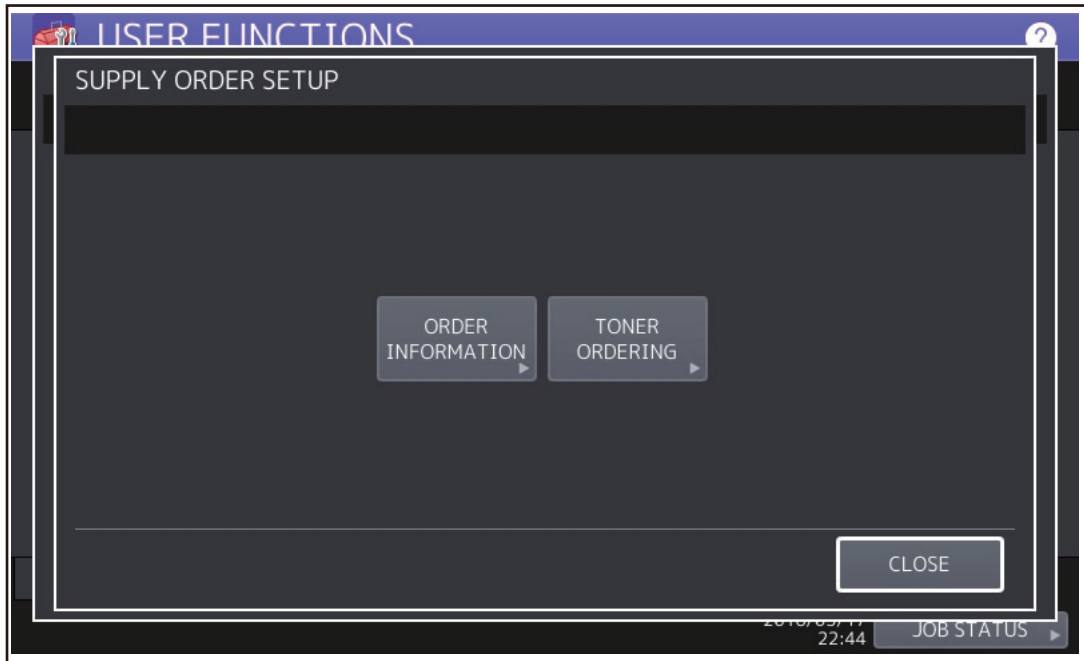 USER FUNCTIONS
?
SUPPLY ORDER SETUP
ORDER
INFORMATION
TONER
ORDERING
CLOSE
22:44
JOB STATUS